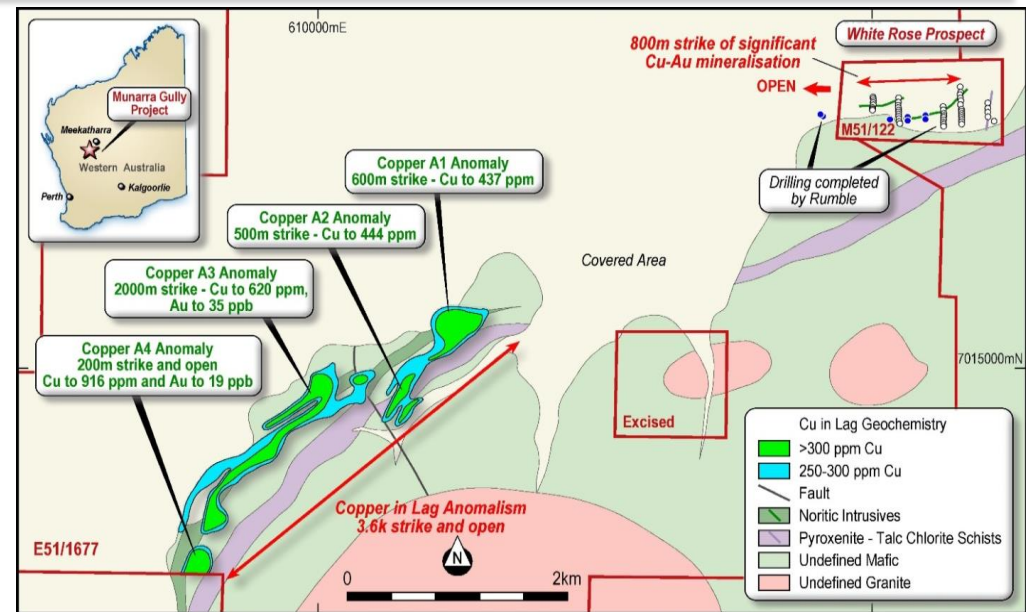 610000mE
Munarra Gully
Project
Meekatharra
Western Australia
Perth
Kalgoorlie
White Rose Prospect
800m strike of significant
Cu-Au mineralisation
OPEN
M51/122
Drilling completed
by Rumble
Copper A1 Anomaly
600m strike - Cu to 437 ppm
Copper A2 Anomaly
500m strike - Cu to 444 ppm
Copper A3 Anomaly
2000m strike - Cu to 620 ppm,
Au to 35 ppb
Copper A4 Anomaly
200m strike and open
Cu to 916 ppm and Au to 19 ppb
Covered Area
7015000mN
Excised
Copper in Lag Anomalism
3.6k strike and open
E51/1677
N
0 2km
Cu in Lag Geochemistry
>300 ppm Cu
250-300 ppm Cu
Fault
Noritic Intrusives
Pyroxenite - Talc Chlorite Schists
Undefined Mafic
Undefined Granite